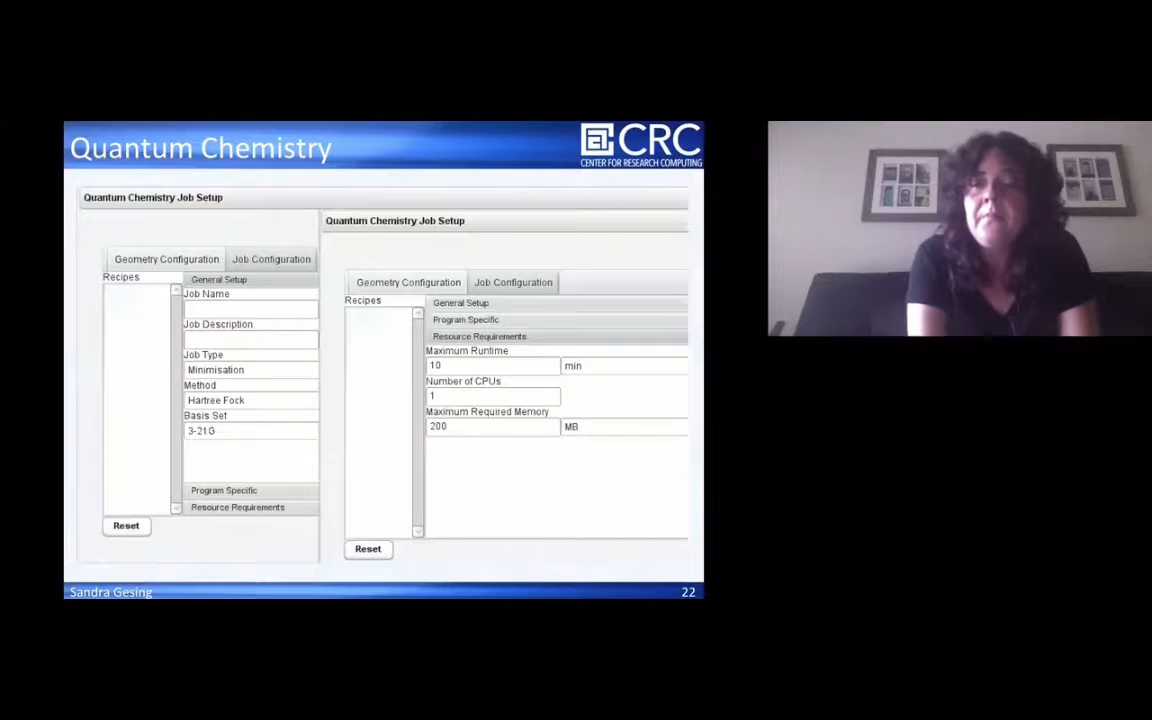 Quantum Chemistry
CRC
CENTER FOR RESEARCH COMPUTING
Quantum Chemistry Job Setup
Geometry Configuration
Job Configuration
Recipes
General Setup
Job Name
Job Description
Job Type
Minimisation
Method
Hartree Fock
Basis Set
3-21G
Program Specific
Resource Requirements
Reset
Quantum Chemistry Job Setup
Geometry Configuration
Job Configuration
Recipes
General Setup
Program Specific
Resource Requirements
Maximum Runtime
10 min
Number of CPUs
1
Maximum Required Memory
200 MB
Reset
Sandra Gesing
22